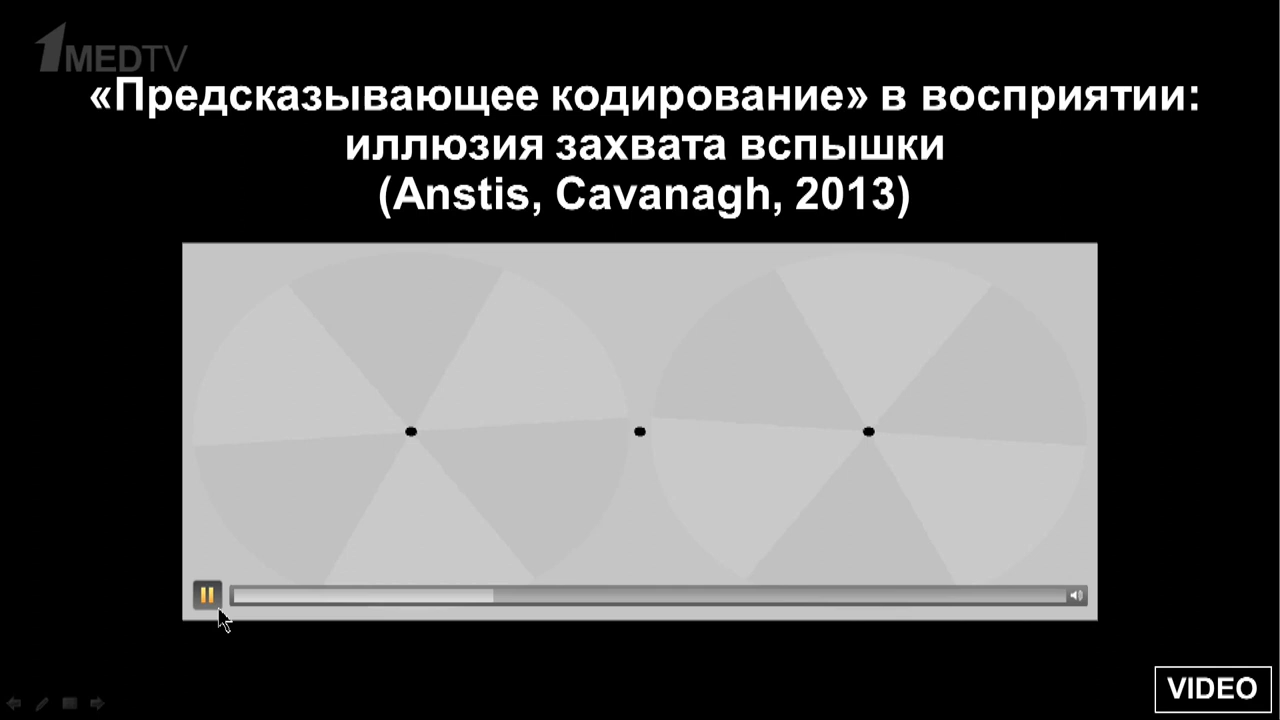 1MEDTV
«Предсказывающее кодирование» в восприятии:
иллюзия захвата вспышки
(Anstis, Cavanagh, 2013)
VIDEO